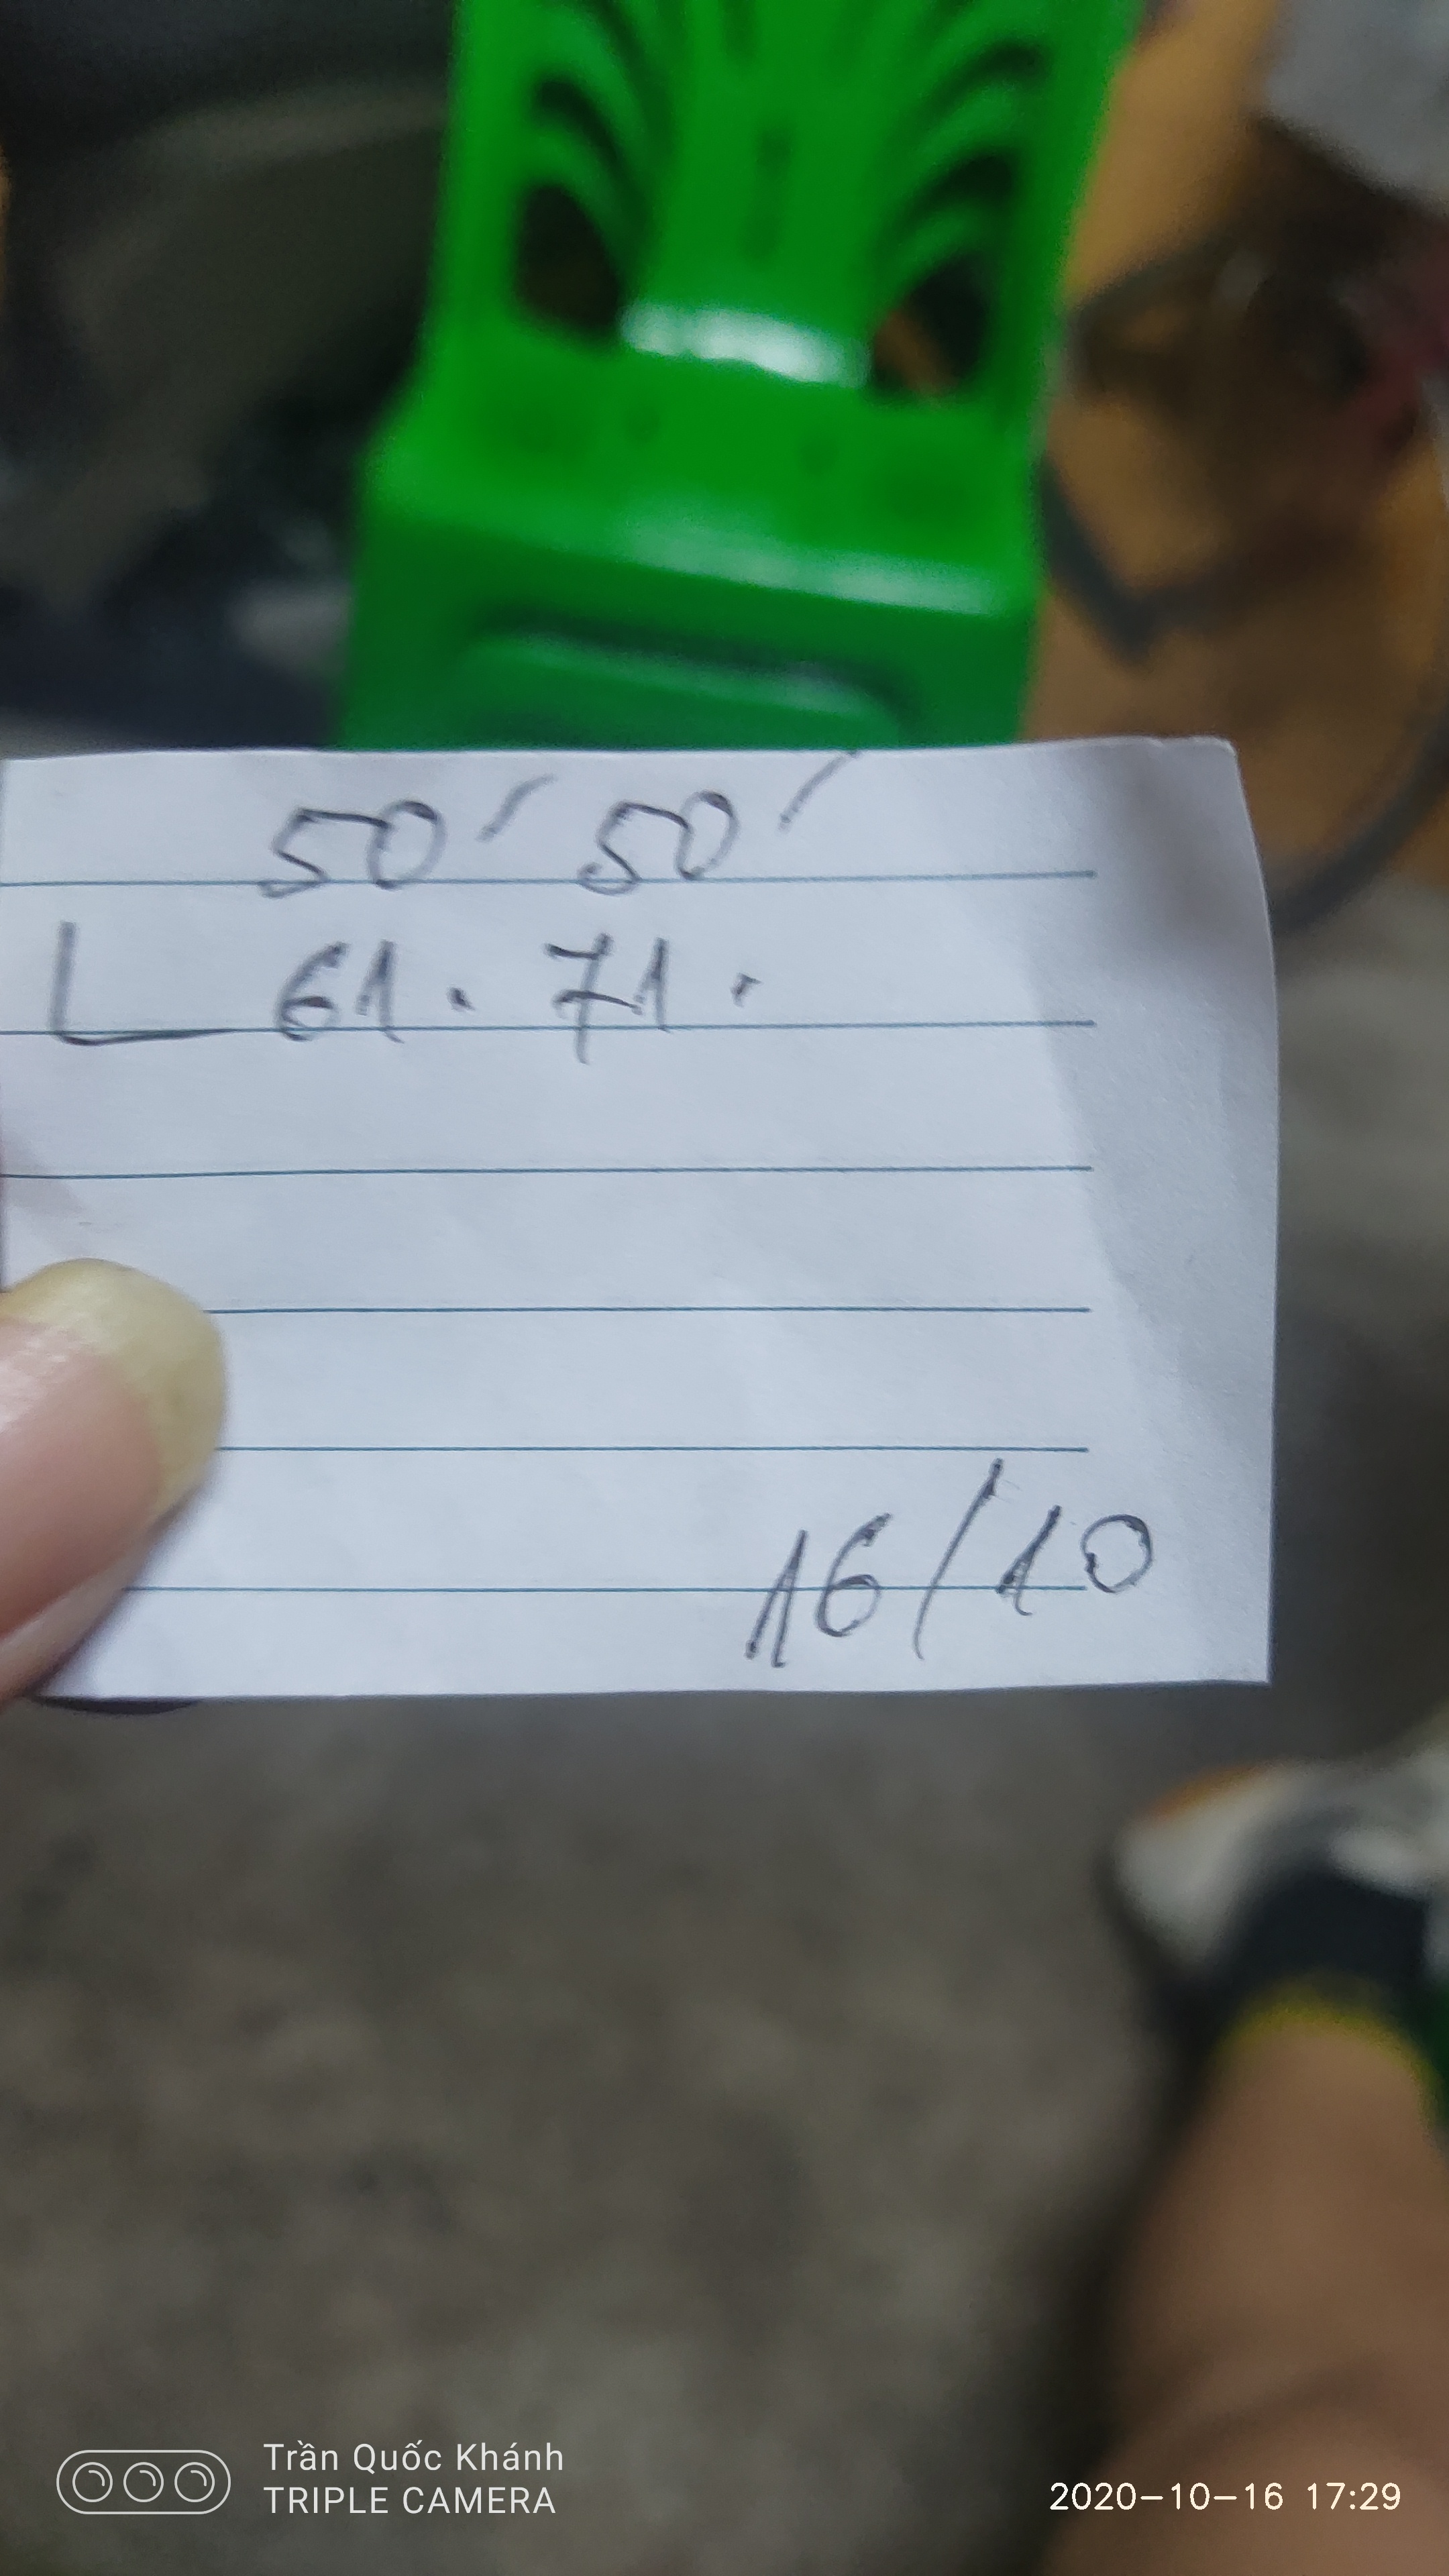 50' 50'
L 61. 71.
16/10
Trần Quốc Khánh
TRIPLE CAMERA
2020-10-16 17:29